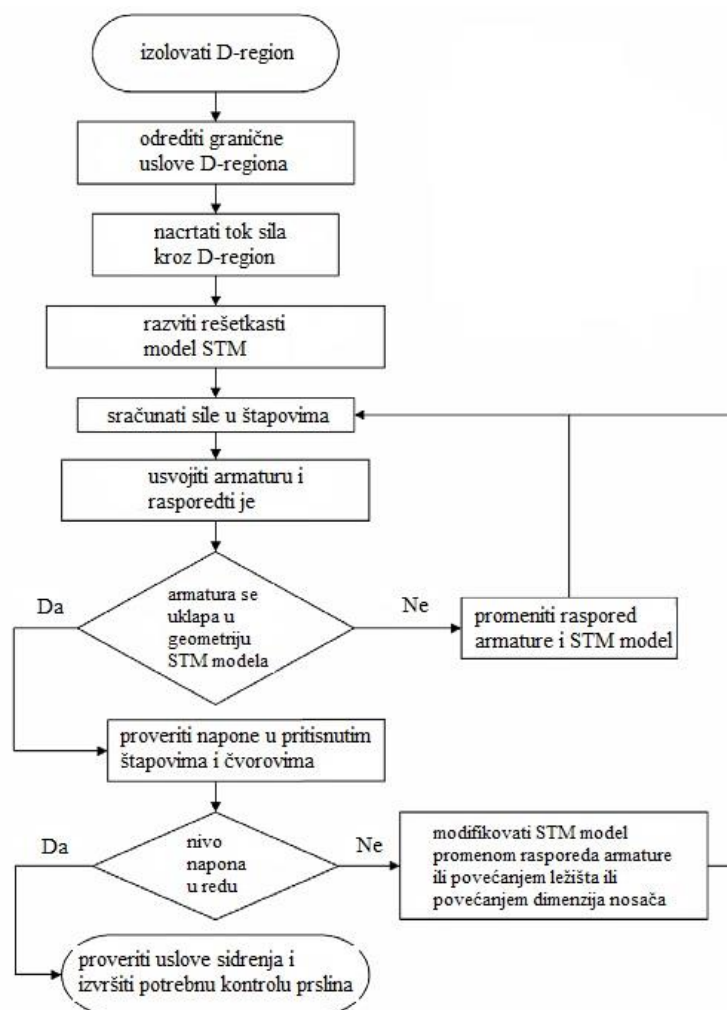 izolovati D-region
odrediti granične
uslove D-regiona
nacrtati tok sila
kroz D-region
razviti rešetkasti
model STM
sračunati sile u štapovima
usvojiti armaturu i
rasporedti je
Da
armatura se
uklapa u
geometriju
STM modela
Ne
promeniti raspored
armature i STM model
proveriti napone u pritisnutim
štapovima i čvorovima
Da
nivo
napona
u redu
Ne
modifikovati STM model
promenom rasporeda armature
ili povećanjem ležišta ili
povećanjem dimenzija nosača
proveriti uslove sidrenja i
izvršiti potrebnu kontrolu prslina